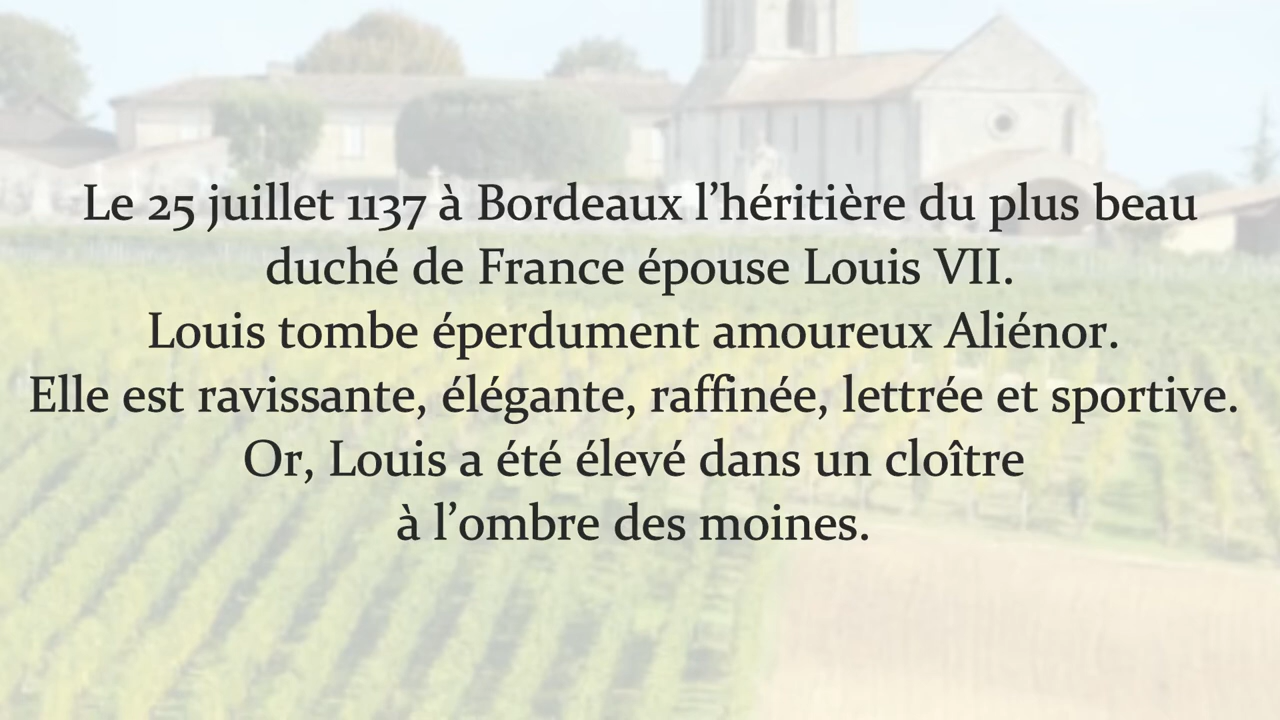 Le 25 juillet 1137 à Bordeaux l’héritière du plus beau
duché de France épouse Louis VII.
Louis tombe éperdument amoureux Aliénor.
Elle est ravissante, élégante, raffinée, lettrée et sportive.
Or, Louis a été élevé dans un cloître
à l’ombre des moines.